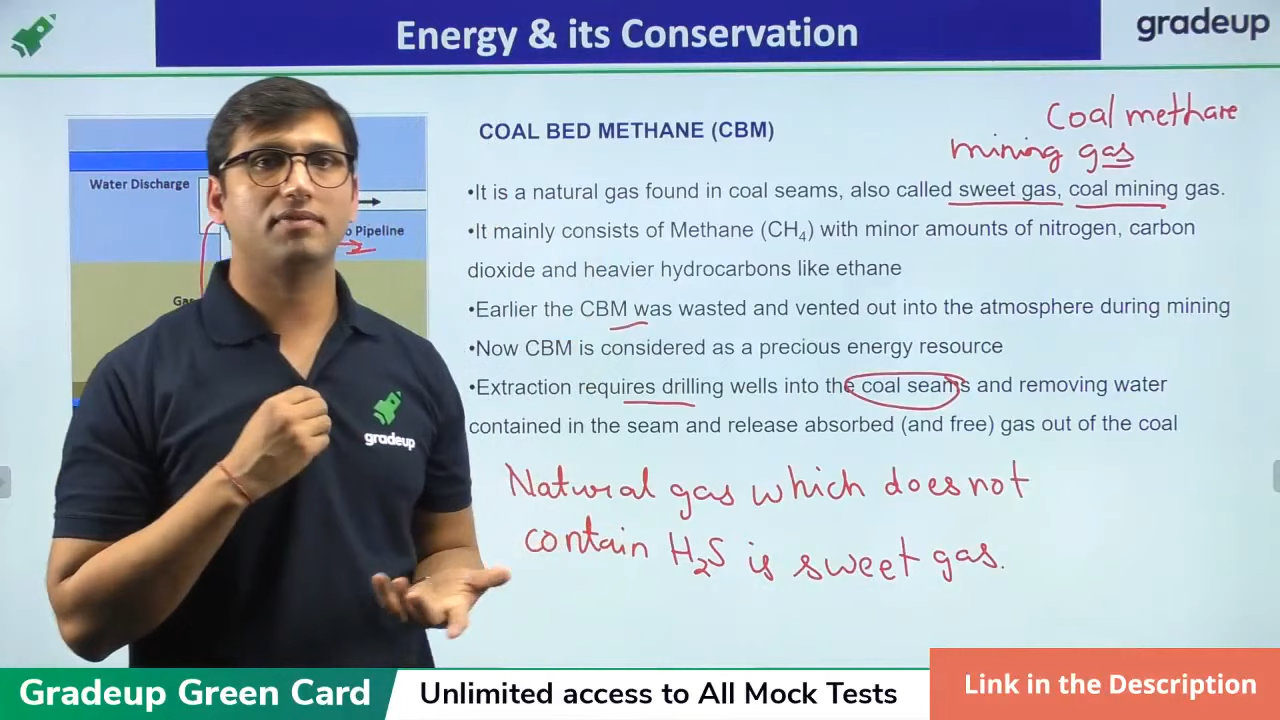 Energy & its Conservation
gradeup
Coal methane
mining gas
COAL BED METHANE (CBM)
Water Discharge
Pipeline
Gas
•It is a natural gas found in coal seams, also called sweet gas, coal mining gas.
•It mainly consists of Methane (CH₄) with minor amounts of nitrogen, carbon
dioxide and heavier hydrocarbons like ethane
•Earlier the CBM was wasted and vented out into the atmosphere during mining
•Now CBM is considered as a precious energy resource
•Extraction requires drilling wells into the coal seams and removing water
contained in the seam and release absorbed (and free) gas out of the coal
Natural gas which does not
contain H₂S is sweet gas.
gradeup
Gradeup Green Card
Unlimited access to All Mock Tests
Link in the Description